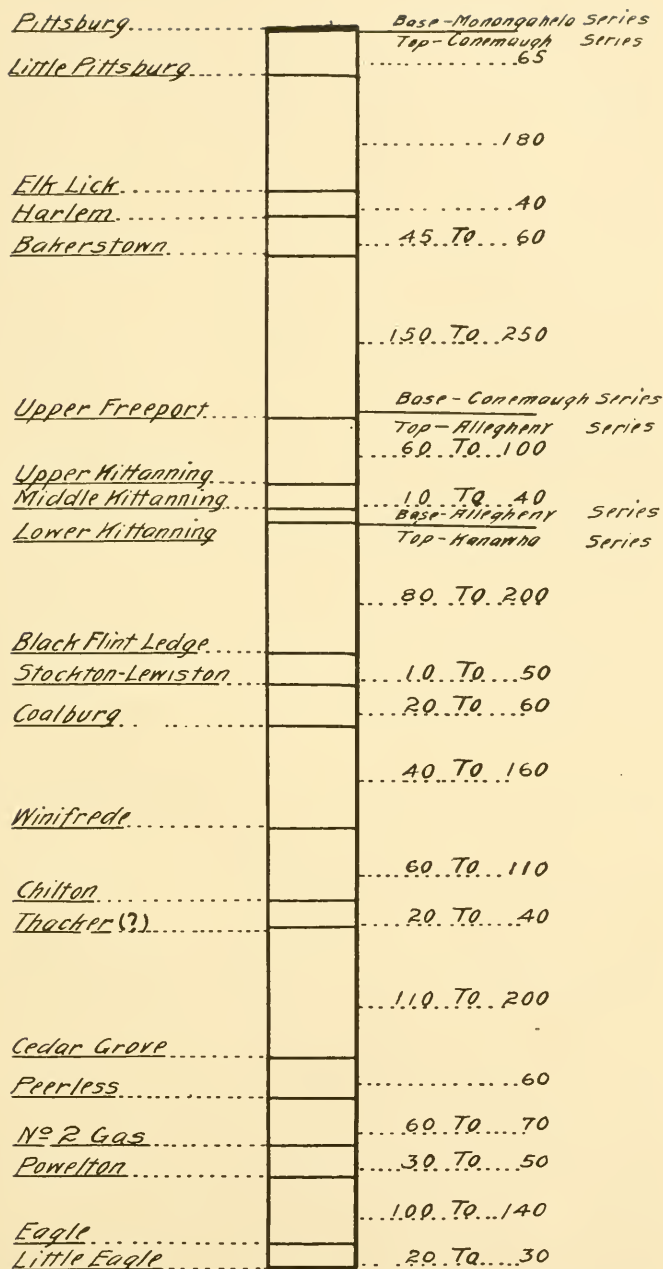 Pittsburg Base-Monongahela Series
Top-Conemaugh Series
Little Pittsburg 65
180
Elk Lick
Harlem 40
Bakerstown 45 To 60
150 To 250
Upper Freeport Base-Conemaugh Series
Top-Allegheny Series
60 To 100
Upper Kittanning
Middle Kittanning 10 To 40
Base-Allegheny Series
Lower Kittanning
Top-Kanawha Series
80 To 200
Black Flint Ledge
Stockton-Lewiston 10 To 50
Coalburg 20 To 60
40 To 160
Winifrede
60 To 110
Chilton
Thacker (?) 20 To 40
110 To 200
Cedar Grove
Peerless 60
No 2 Gas 60 To 70
Powelton 30 To 50
100 To 140
Eagle
Little Eagle 20 To 30